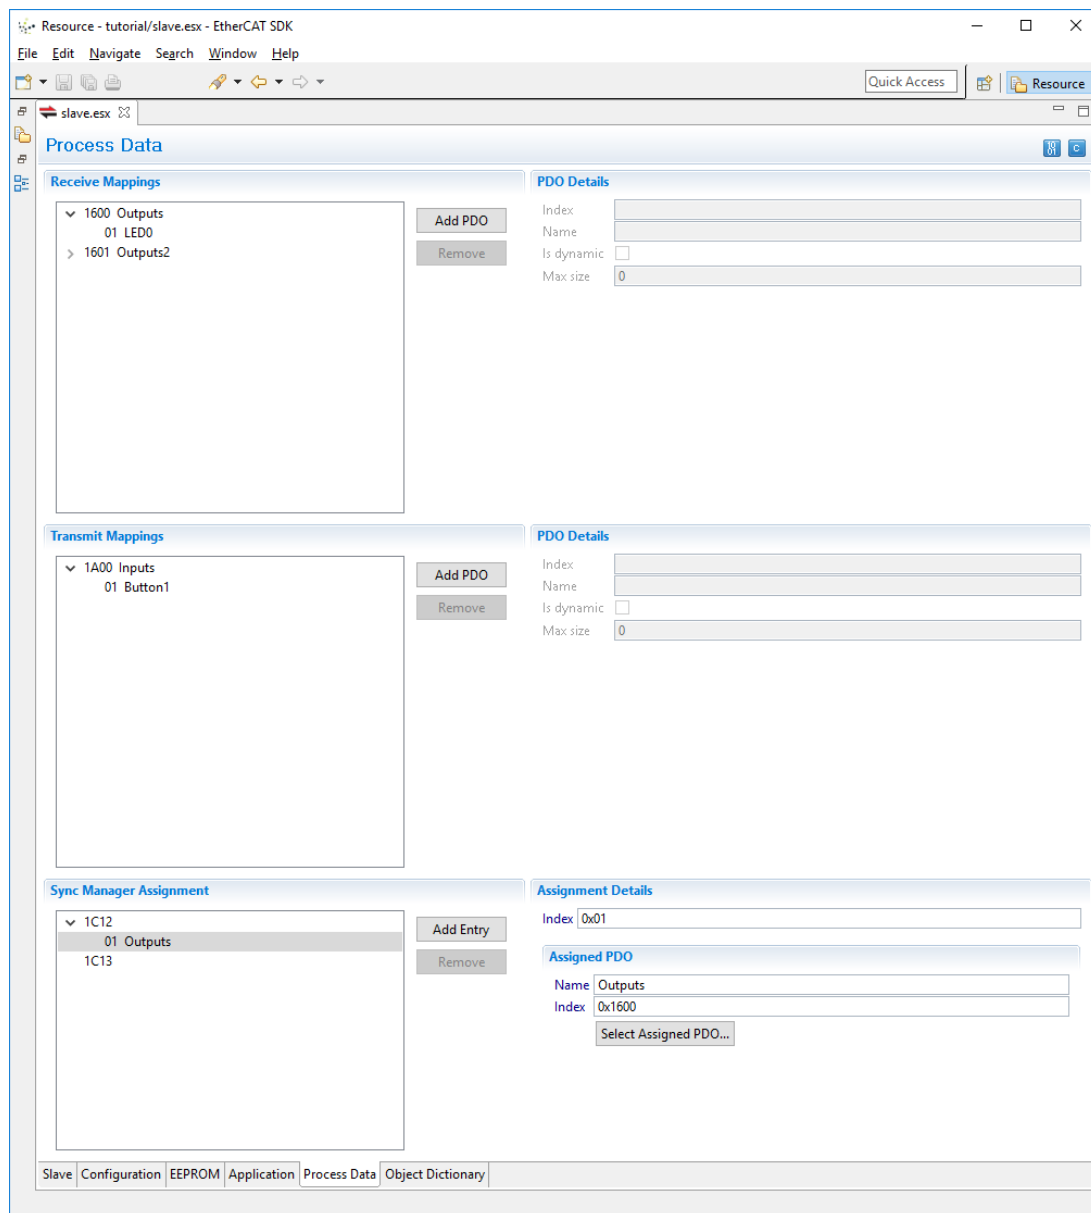 Resource - tutorial/slave.esx - EtherCAT SDK
File Edit Navigate Search Window Help
Quick Access
Resource
slave.esx
Process Data
Receive Mappings
1600 Outputs
01 LED0
1601 Outputs2
Add PDO
Remove
PDO Details
Index
Name
Is dynamic
Max size 0
Transmit Mappings
1A00 Inputs
01 Button1
Add PDO
Remove
PDO Details
Index
Name
Is dynamic
Max size 0
Sync Manager Assignment
1C12
01 Outputs
1C13
Add Entry
Remove
Assignment Details
Index 0x01
Assigned PDO
Name Outputs
Index 0x1600
Select Assigned PDO...
Slave Configuration EEPROM Application Process Data Object Dictionary